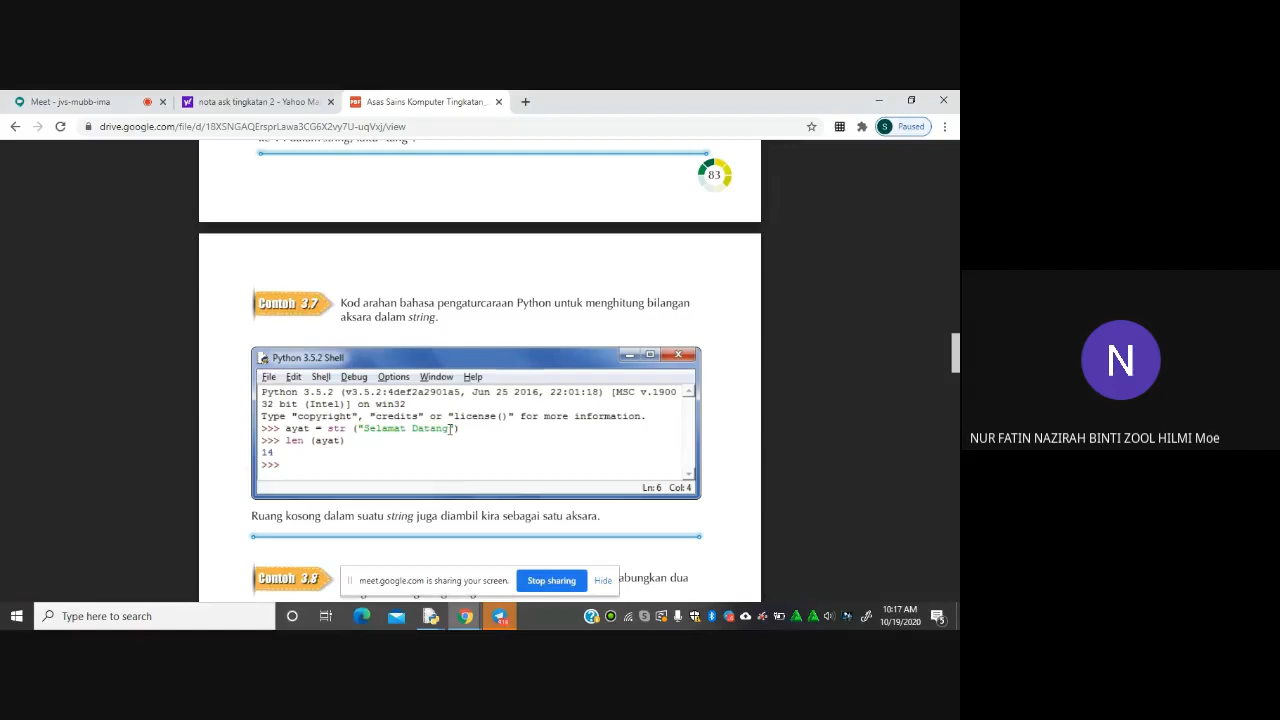 Meet - jvs-mubb-ima
nota ask tingkatan 2 - Yahoo Ma
Asas Sains Komputer Tingkatan
drive.google.com/file/d/18XSNGAQErsprLawa3CG6X2vy7U-uqVxj/view
S Paused
83
Contoh 3.7 Kod arahan bahasa pengaturcaraan Python untuk menghitung bilangan
aksara dalam string.
Python 3.5.2 Shell
File Edit Shell Debug Options Window Help
Python 3.5.2 (v3.5.2:4def2a2901a5, Jun 25 2016, 22:01:18) [MSC v.1900
32 bit (Intel)] on win32
Type "copyright", "credits" or "license()" for more information.
>>> ayat = str ("Selamat Datang")
>>> len (ayat)
14
>>>
Ln: 6 Col: 4
Ruang kosong dalam suatu string juga diambil kira sebagai satu aksara.
Contoh 3.8
abungkan dua
meet.google.com is sharing your screen.
Stop sharing
Hide
N
NUR FATIN NAZIRAH BINTI ZOOL HILMI Moe
Type here to search
10:17 AM
10/19/2020
5